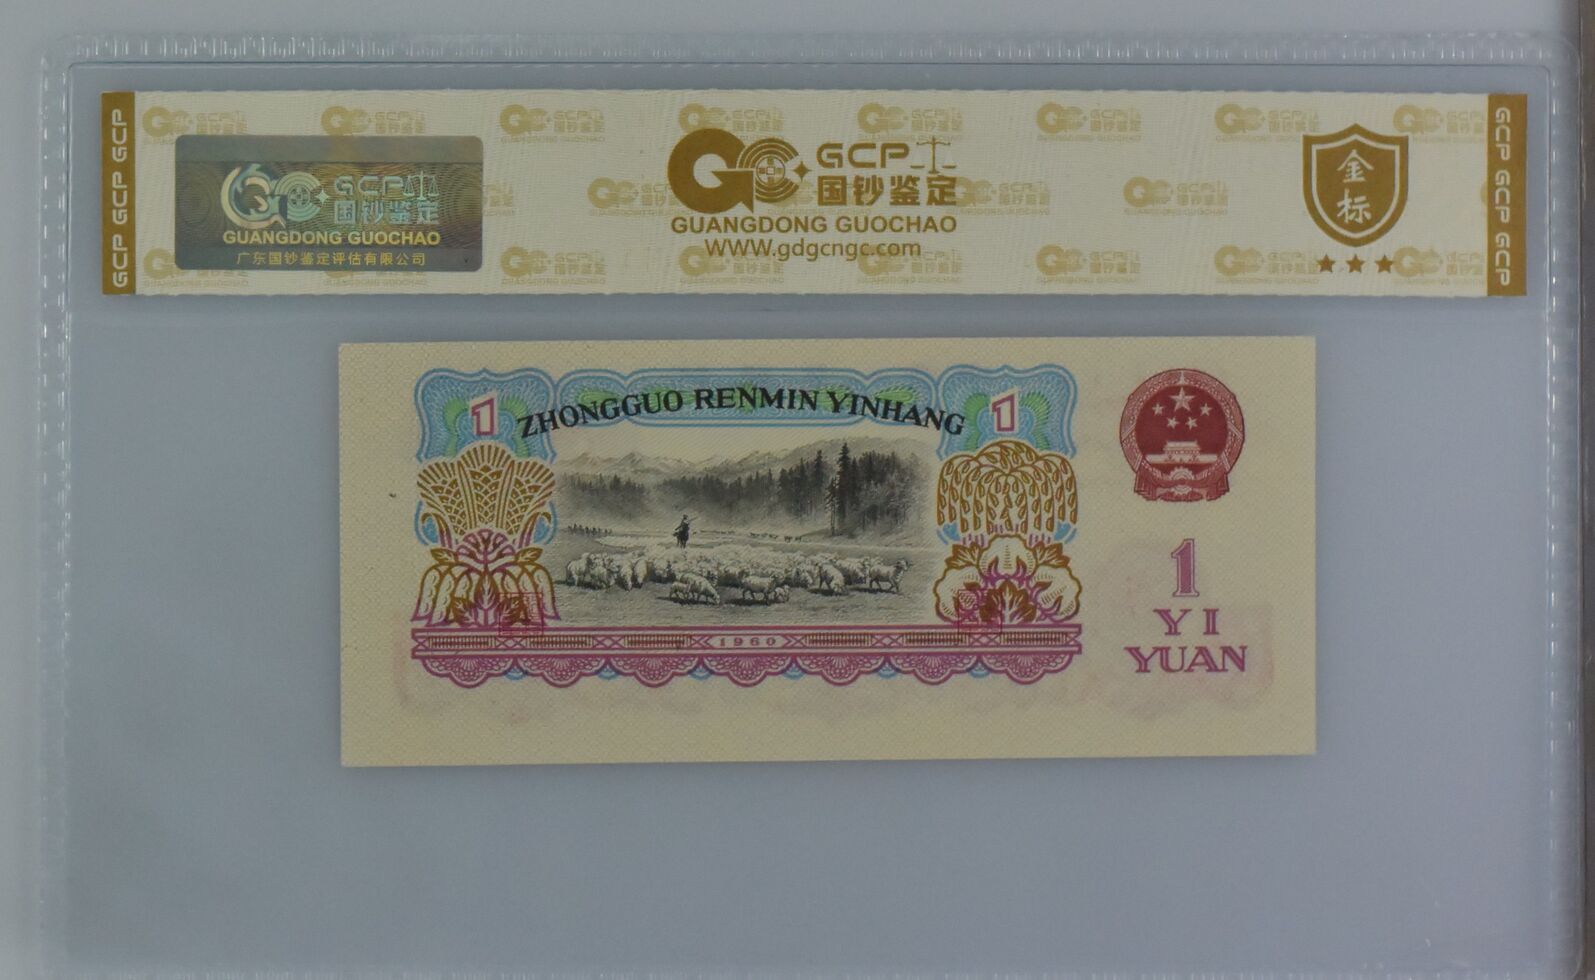 GCP GCP GCP
GCP
国钞鉴定
GUANGDONG GUOCHAO
广东国钞鉴定评估有限公司
GCP
国钞鉴定
GUANGDONG GUOCHAO
WWW.gdgcngc.com
金
标
GCP GCP GCP
1
ZHONGGUO RENMIN YINHANG
1
1960
1
YI
YUAN